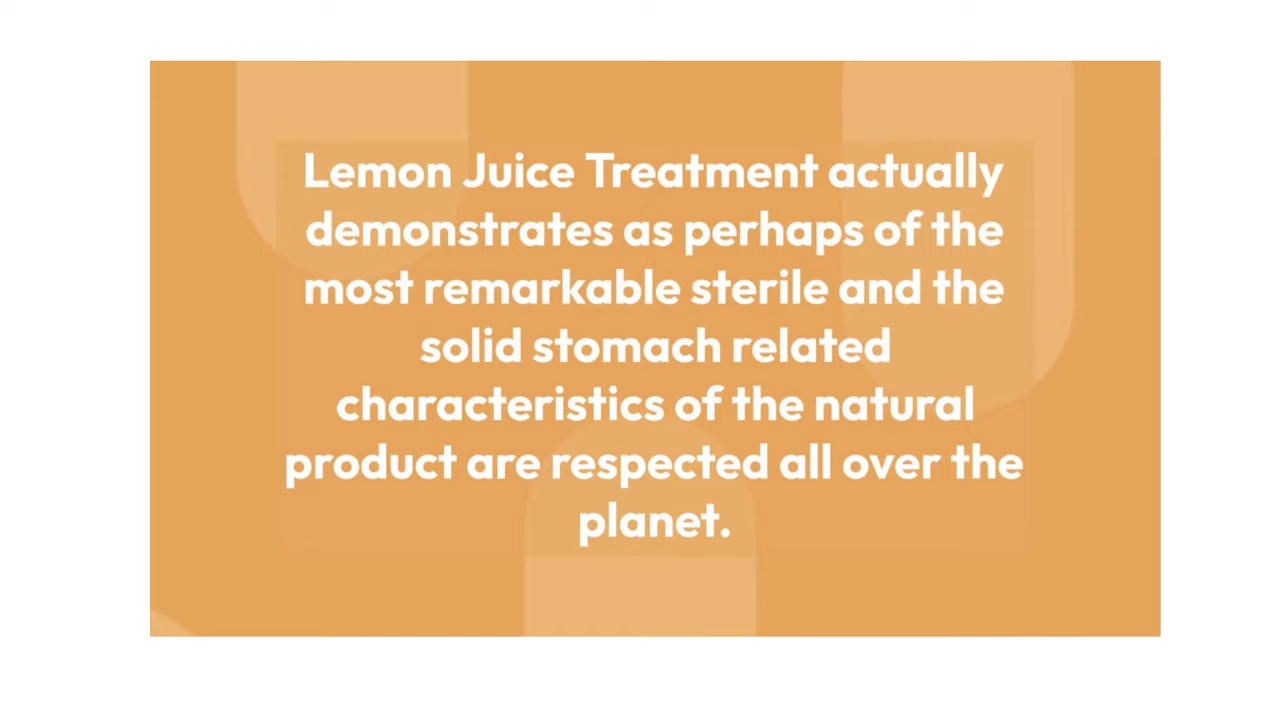 Lemon Juice Treatment actually
demonstrates as perhaps of the
most remarkable sterile and the
solid stomach related
characteristics of the natural
product are respected all over the
planet.